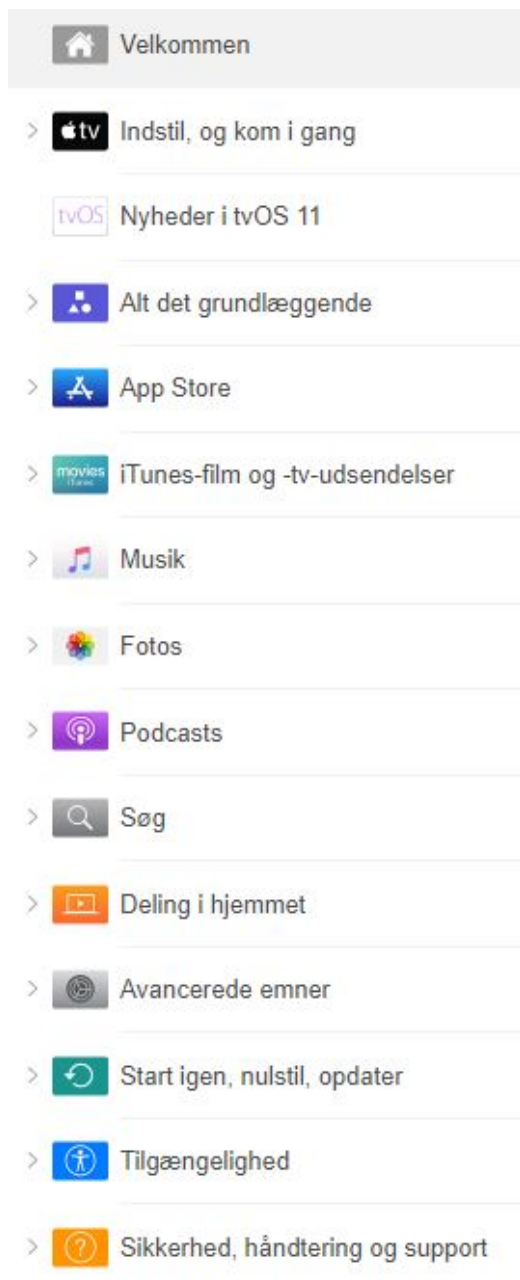 Velkommen
tv Indstil, og kom i gang
tvOS Nyheder i tvOS 11
Alt det grundlæggende
App Store
movies iTunes iTunes-film og -tv-udsendelser
Musik
Fotos
Podcasts
Søg
Deling i hjemmet
Avancerede emner
Start igen, nulstil, opdater
Tilgængelighed
Sikkerhed, håndtering og support